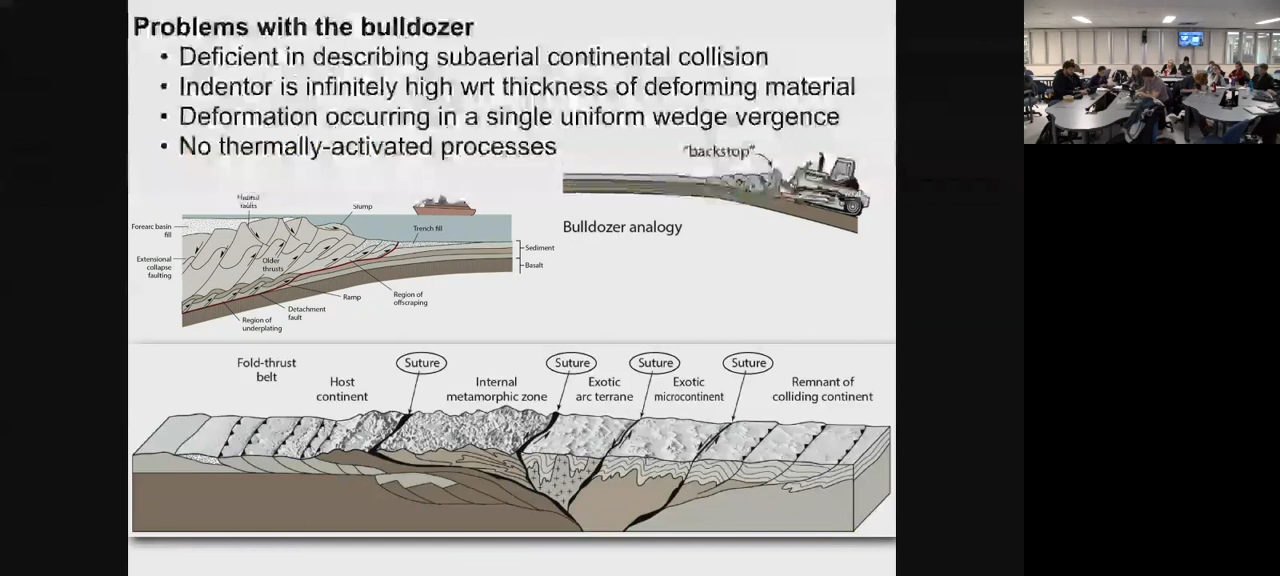 Problems with the bulldozer
• Deficient in describing subaerial continental collision
• Indentor is infinitely high wrt thickness of deforming material
• Deformation occurring in a single uniform wedge vergence
• No thermally-activated processes
"backstop"
Bulldozer analogy
faults
Slump
Forearc basin
fill
Trench fill
Sediment
Extensional
collapse
faulting
Older
thrusts
Basalt
Ramp
Region of
offscraping
Detachment
fault
Region of
underplating
Fold-thrust
belt
Host
continent
Suture
Internal
metamorphic zone
Suture
Exotic
arc terrane
Suture
Exotic
microcontinent
Suture
Remnant of
colliding continent